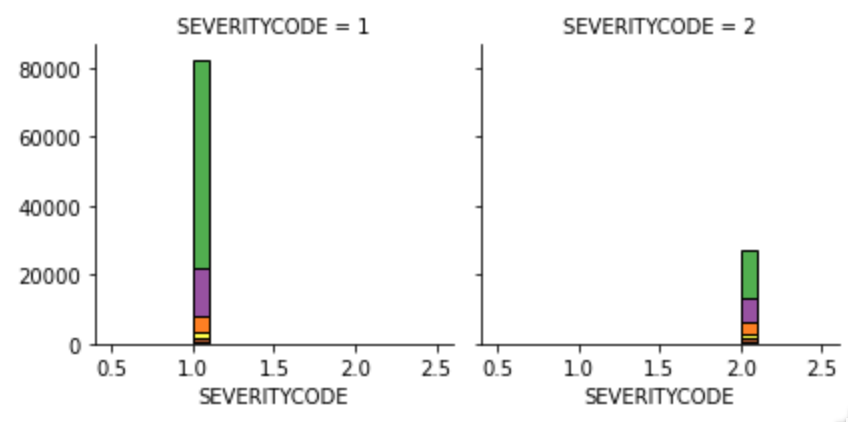 SEVERITYCODE = 1
SEVERITYCODE = 2
80000
60000
40000
20000
0
0.5 1.0 1.5 2.0 2.5
0.5 1.0 1.5 2.0 2.5
SEVERITYCODE
SEVERITYCODE